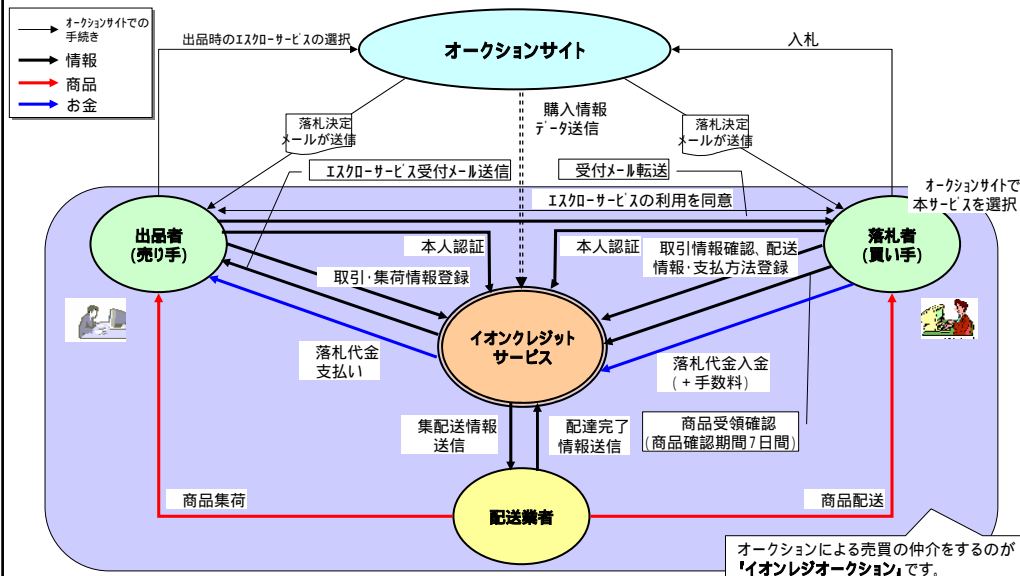 オークションサイトでの
手続き
情報
商品
お金
出品時のエスクローサービスの選択
オークションサイト
入札
購入情報
データ送信
落札決定
メールが送信
落札決定
メールが送信
エスクローサービス受付メール送信
受付メール転送
エスクローサービスの利用を同意
オークションサイトで
本サービスを選択
出品者
(売り手)
落札者
(買い手)
本人認証
本人認証
取引情報確認、配送
情報・支払方法登録
取引・集荷情報登録
イオンクレジット
サービス
落札代金
支払い
落札代金入金
(+手数料)
集配送情報
送信
配達完了
情報送信
商品受領確認
(商品確認期間7日間)
商品集荷
配送業者
商品配送
オークションによる売買の仲介をするのが
「イオンレジオークション」です。